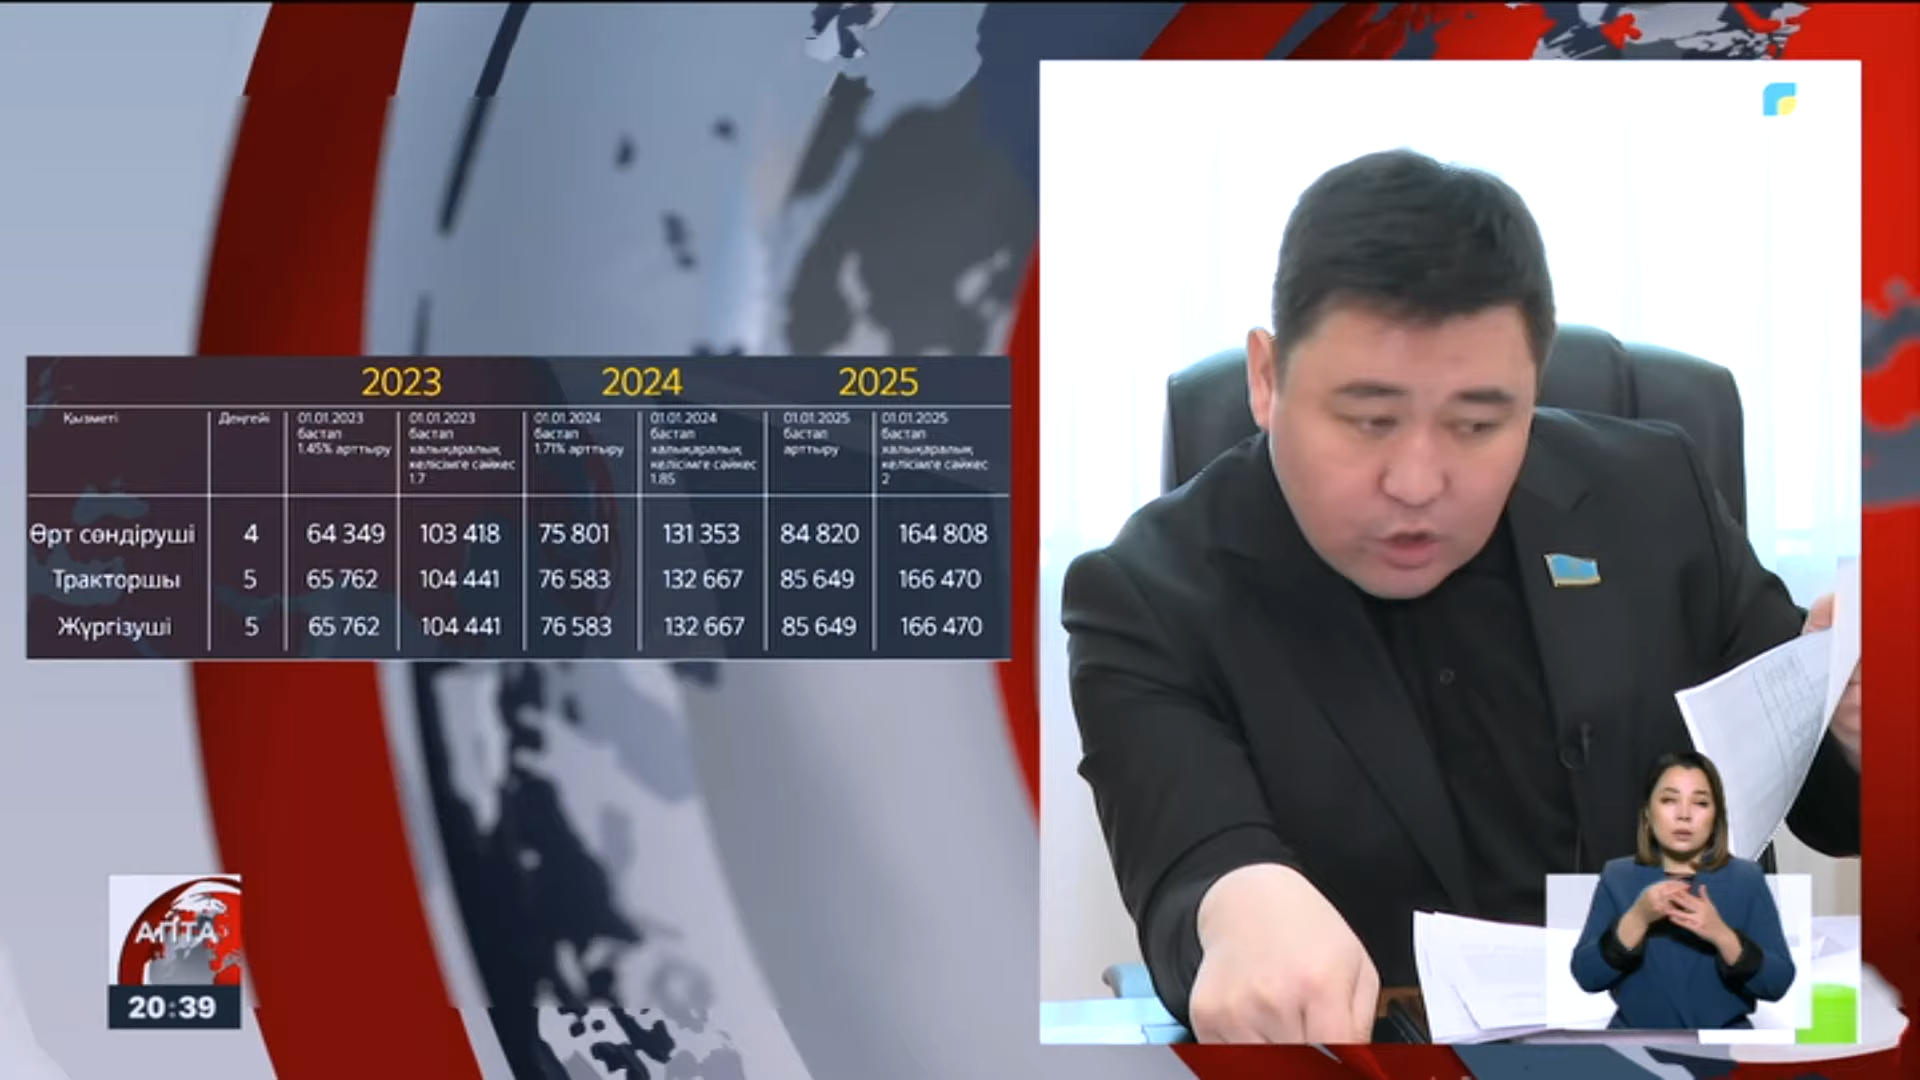 2023 2024 2025
Қызметі Деңгейі 01.01.2023 бастап 1.45% арттыру 01.01.2023 бастап халықаралық келісімге сәйкес 1.7 01.01.2024 бастап 1.71% арттыру 01.01.2024 бастап халықаралық келісімге сәйкес 1.85 01.01.2025 бастап арттыру 01.01.2025 бастап халықаралық келісімге сәйкес 2
Өрт сөндіруші 4 64 349 103 418 75 801 131 353 84 820 164 808
Тракторшы 5 65 762 104 441 76 583 132 667 85 649 166 470
Жүргізуші 5 65 762 104 441 76 583 132 667 85 649 166 470
АПТА
20:39